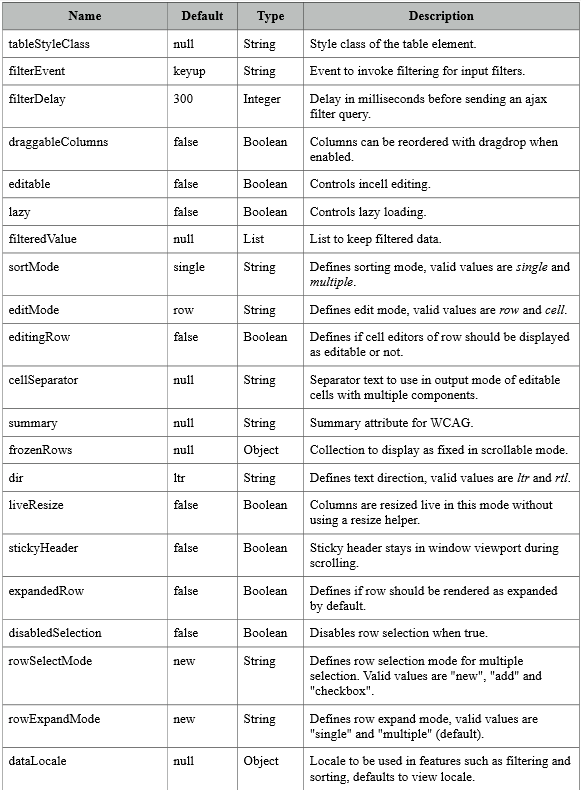 Name Default Type Description
tableStyleClass null String Style class of the table element.
filterEvent keyup String Event to invoke filtering for input filters.
filterDelay 300 Integer Delay in milliseconds before sending an ajax
filter query.
draggableColumns false Boolean Columns can be reordered with dragdrop when
enabled.
editable false Boolean Controls incell editing.
lazy false Boolean Controls lazy loading.
filteredValue null List List to keep filtered data.
sortMode single String Defines sorting mode, valid values are single and
multiple.
editMode row String Defines edit mode, valid values are row and cell.
editingRow false Boolean Defines if cell editors of row should be displayed
as editable or not.
cellSeparator null String Separator text to use in output mode of editable
cells with multiple components.
summary null String Summary attribute for WCAG.
frozenRows null Object Collection to display as fixed in scrollable mode.
dir ltr String Defines text direction, valid values are ltr and rtl.
liveResize false Boolean Columns are resized live in this mode without
using a resize helper.
stickyHeader false Boolean Sticky header stays in window viewport during
scrolling.
expandedRow false Boolean Defines if row should be rendered as expanded
by default.
disabledSelection false Boolean Disables row selection when true.
rowSelectMode new String Defines row selection mode for multiple
selection. Valid values are "new", "add" and
"checkbox".
rowExpandMode new String Defines row expand mode, valid values are
"single" and "multiple" (default).
dataLocale null Object Locale to be used in features such as filtering and
sorting, defaults to view locale.